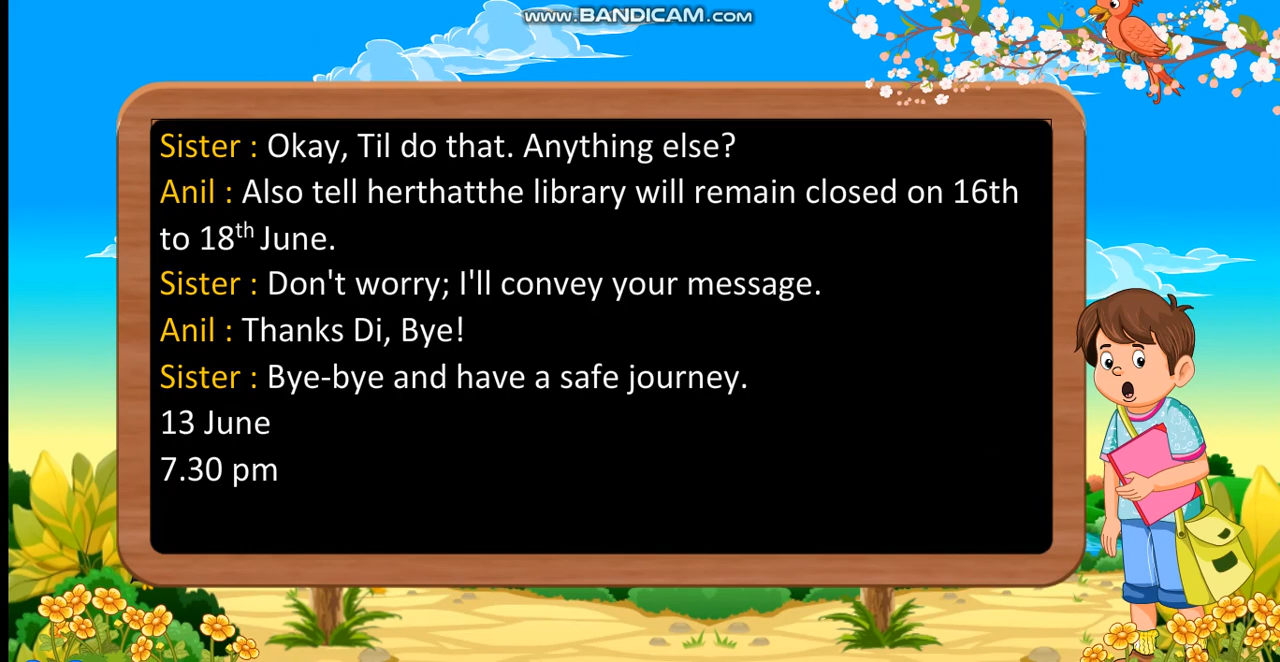 www.BANDICAM.com
Sister : Okay, Til do that. Anything else?
Anil : Also tell herthatthe library will remain closed on 16th
to 18th June.
Sister : Don't worry; I'll convey your message.
Anil : Thanks Di, Bye!
Sister : Bye-bye and have a safe journey.
13 June
7.30 pm